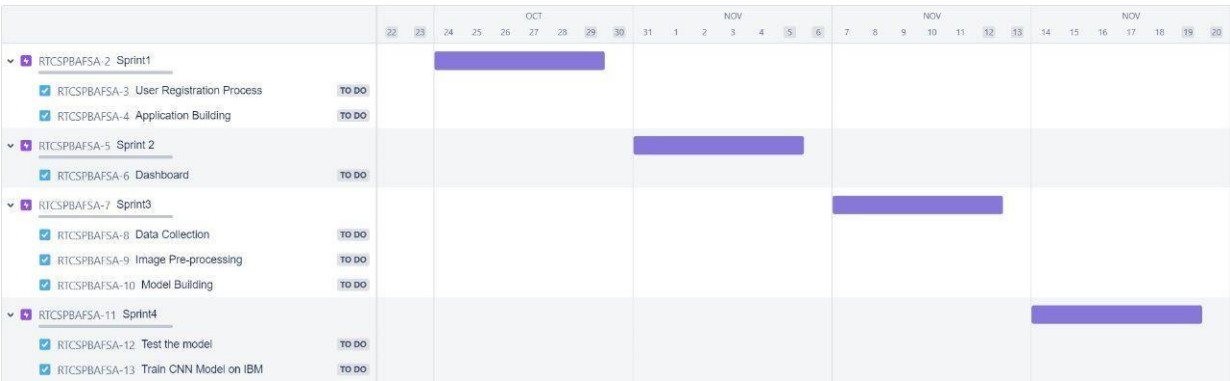 OCT NOV NOV NOV
22 23 24 25 26 27 28 29 30 31 1 2 3 4 5 6 7 8 9 10 11 12 13 14 15 16 17 18 19 20
RTCSPBAFSA-2 Sprint1
RTCSPBAFSA-3 User Registration Process TO DO
RTCSPBAFSA-4 Application Building TO DO
RTCSPBAFSA-5 Sprint 2
RTCSPBAFSA-6 Dashboard TO DO
RTCSPBAFSA-7 Sprint3
RTCSPBAFSA-8 Data Collection TO DO
RTCSPBAFSA-9 Image Pre-processing TO DO
RTCSPBAFSA-10 Model Building TO DO
RTCSPBAFSA-11 Sprint4
RTCSPBAFSA-12 Test the model TO DO
RTCSPBAFSA-13 Train CNN Model on IBM TO DO